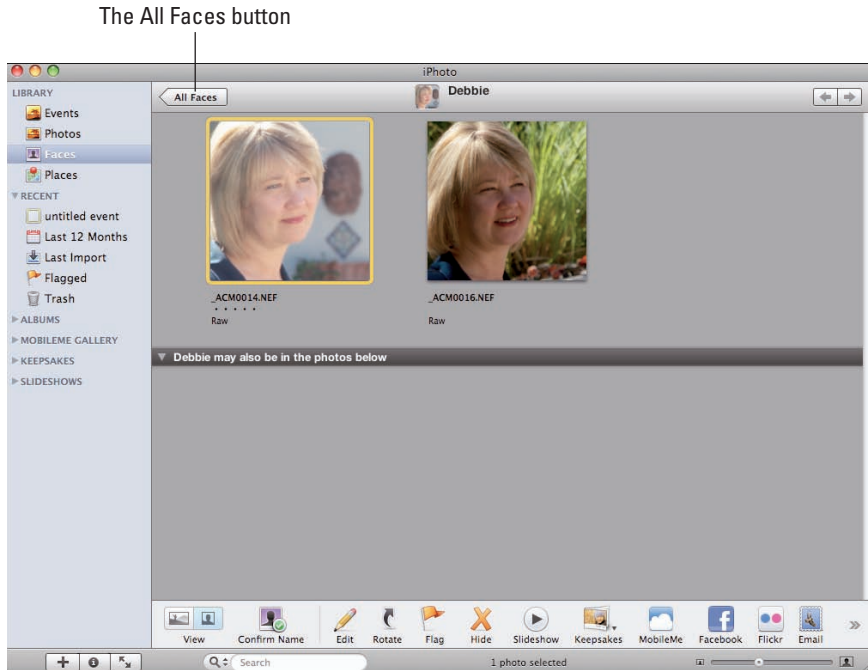 The All Faces button
iPhoto
LIBRARY
Events
Photos
Faces
Places
RECENT
untitled event
Last 12 Months
Last Import
Flagged
Trash
ALBUMS
MOBILEME GALLERY
KEEPSAKES
SLIDESHOWS
All Faces
Debbie
_ACM0014.NEF
Raw
_ACM0016.NEF
Raw
Debbie may also be in the photos below
View Confirm Name Edit Rotate Flag Hide Slideshow Keepsakes MobileMe Facebook Flickr Email
Search
1 photo selected